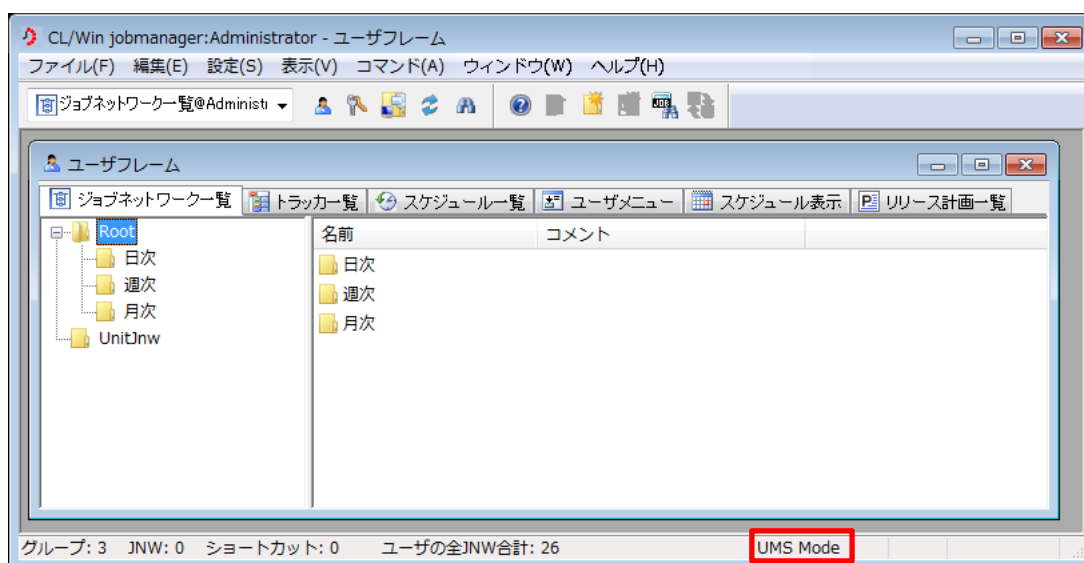 CL/Win jobmanager:Administrator - ユーザフレーム
ファイル(F) 編集(E) 設定(S) 表示(V) コマンド(A) ウィンドウ(W) ヘルプ(H)
ジョブネットワーク一覧@Administr
ユーザフレーム
ジョブネットワーク一覧 トラッカ一覧 スケジュール一覧 ユーザメニュー スケジュール表示 リリース計画一覧
Root 名前 コメント
日次 日次
週次 週次
月次 月次
UnitJnw
グループ: 3 JNW: 0 ショートカット: 0 ユーザの全JNW合計: 26 UMS Mode